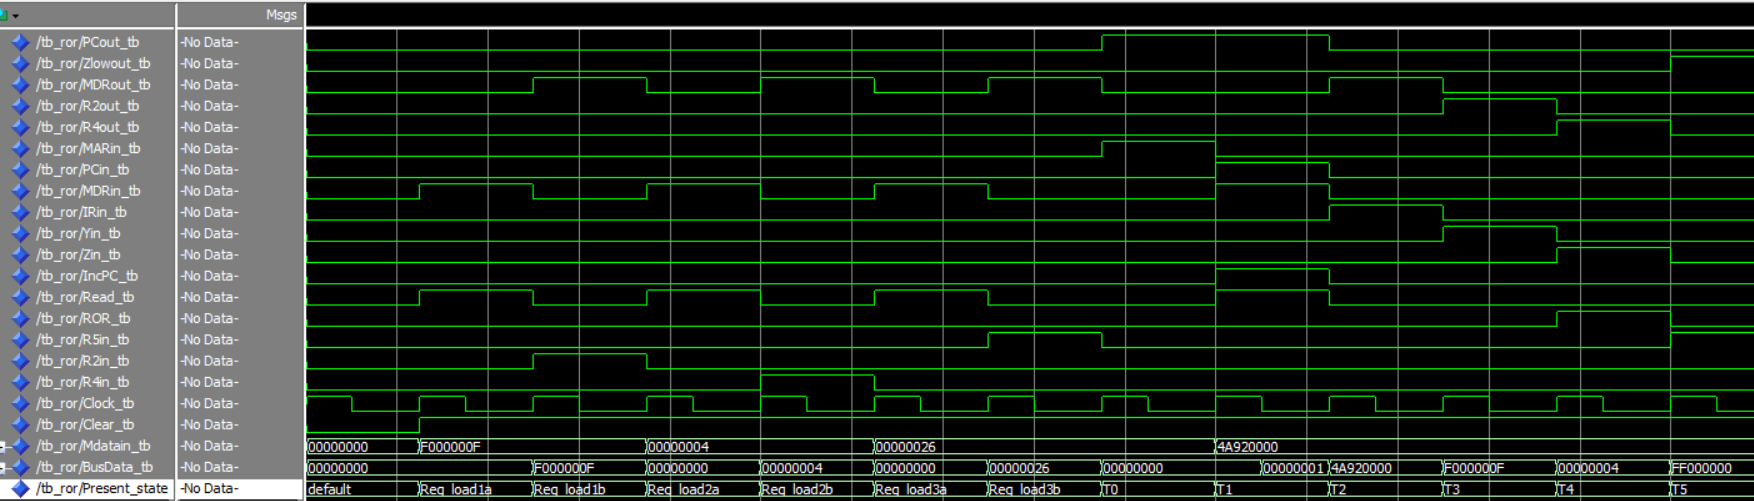 Msgs
/tb_ror/PCout_tb -No Data-
/tb_ror/Zlowout_tb -No Data-
/tb_ror/MDRout_tb -No Data-
/tb_ror/R2out_tb -No Data-
/tb_ror/R4out_tb -No Data-
/tb_ror/MARin_tb -No Data-
/tb_ror/PCin_tb -No Data-
/tb_ror/MDRin_tb -No Data-
/tb_ror/IRin_tb -No Data-
/tb_ror/Yin_tb -No Data-
/tb_ror/Zin_tb -No Data-
/tb_ror/IncPC_tb -No Data-
/tb_ror/Read_tb -No Data-
/tb_ror/ROR_tb -No Data-
/tb_ror/R5in_tb -No Data-
/tb_ror/R2in_tb -No Data-
/tb_ror/R4in_tb -No Data-
/tb_ror/Clock_tb -No Data-
/tb_ror/Clear_tb -No Data-
/tb_ror/Mdatain_tb -No Data- 00000000 F000000F 00000004 00000026 4A920000
/tb_ror/BusData_tb -No Data- 00000000 F000000F 00000000 00000004 00000000 00000026 00000000 00000001 4A920000 F000000F 00000004 FF000000
/tb_ror/Present_state -No Data- default Reg_load1a Reg_load1b Reg_load2a Reg_load2b Reg_load3a Reg_load3b T0 T1 T2 T3 T4 T5